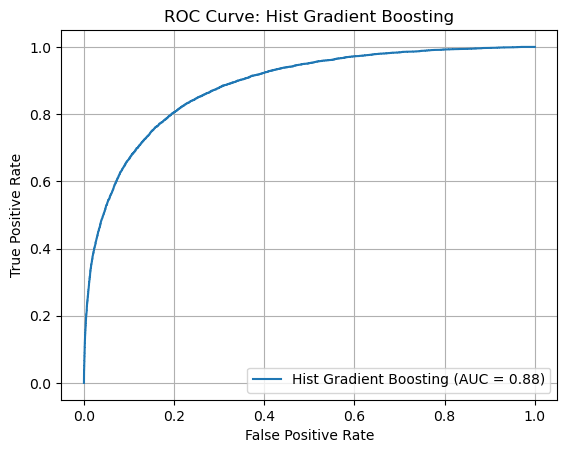 ROC Curve: Hist Gradient Boosting
True Positive Rate
1.0
0.8
0.6
0.4
0.2
0.0
Hist Gradient Boosting (AUC = 0.88)
0.0 0.2 0.4 0.6 0.8 1.0
False Positive Rate